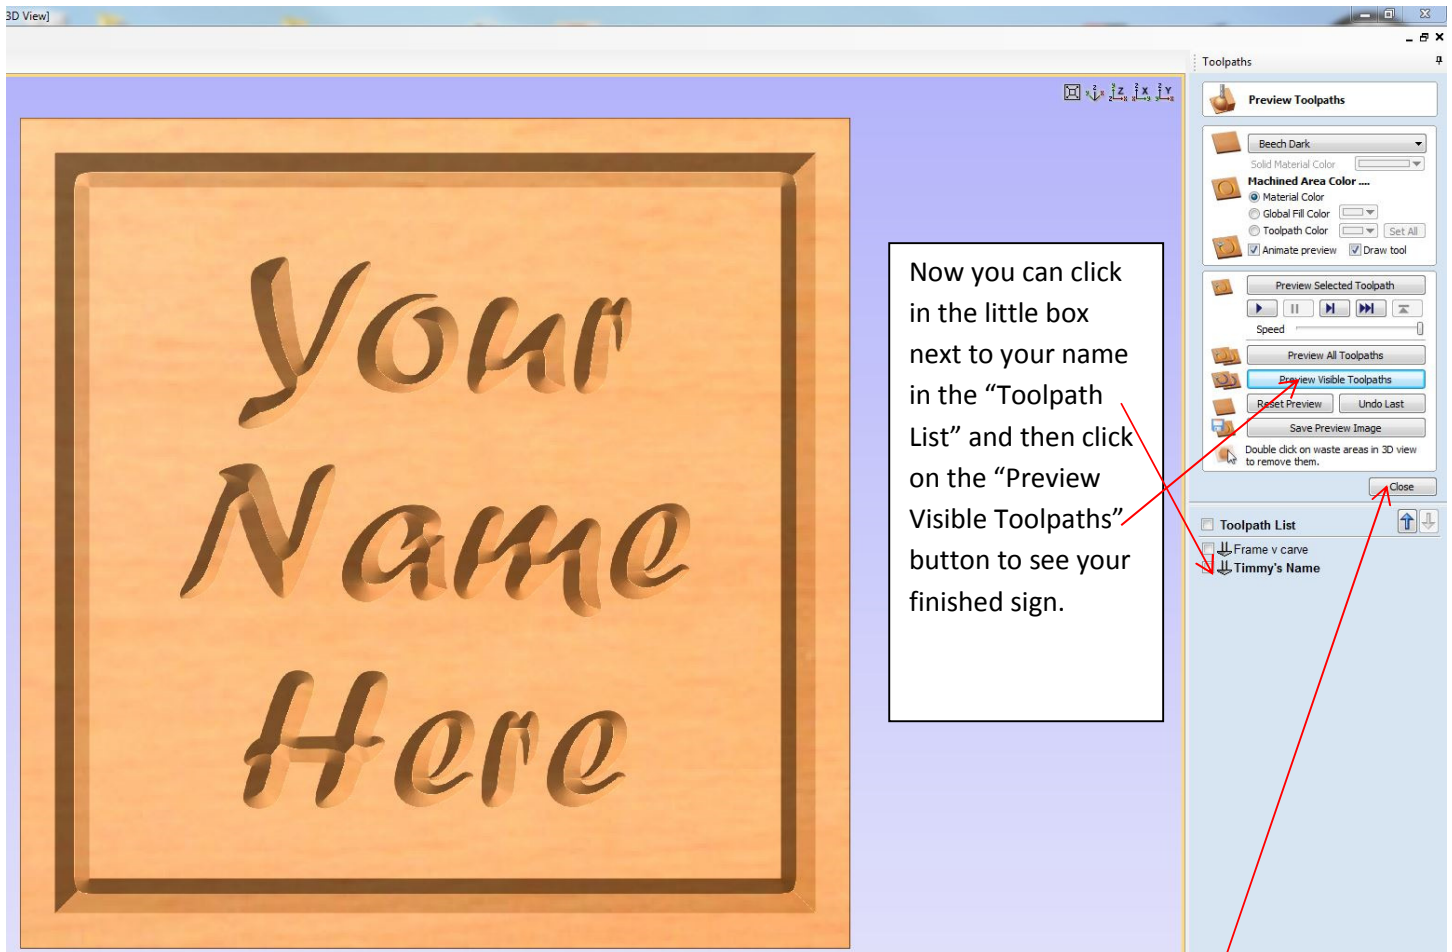 3D View]
Toolpaths
Preview Toolpaths
Beech Dark
Solid Material Color
Machined Area Color ....
Material Color
Global Fill Color
Toolpath Color Set All
Animate preview Draw tool
Preview Selected Toolpath
Speed
Preview All Toolpaths
Preview Visible Toolpaths
Reset Preview Undo Last
Save Preview Image
Double click on waste areas in 3D view
to remove them.
Close
Toolpath List
Frame v carve
Timmy's Name
Your
Name
Here
Now you can click
in the little box
next to your name
in the “Toolpath
List” and then click
on the “Preview
Visible Toolpaths”
button to see your
finished sign.